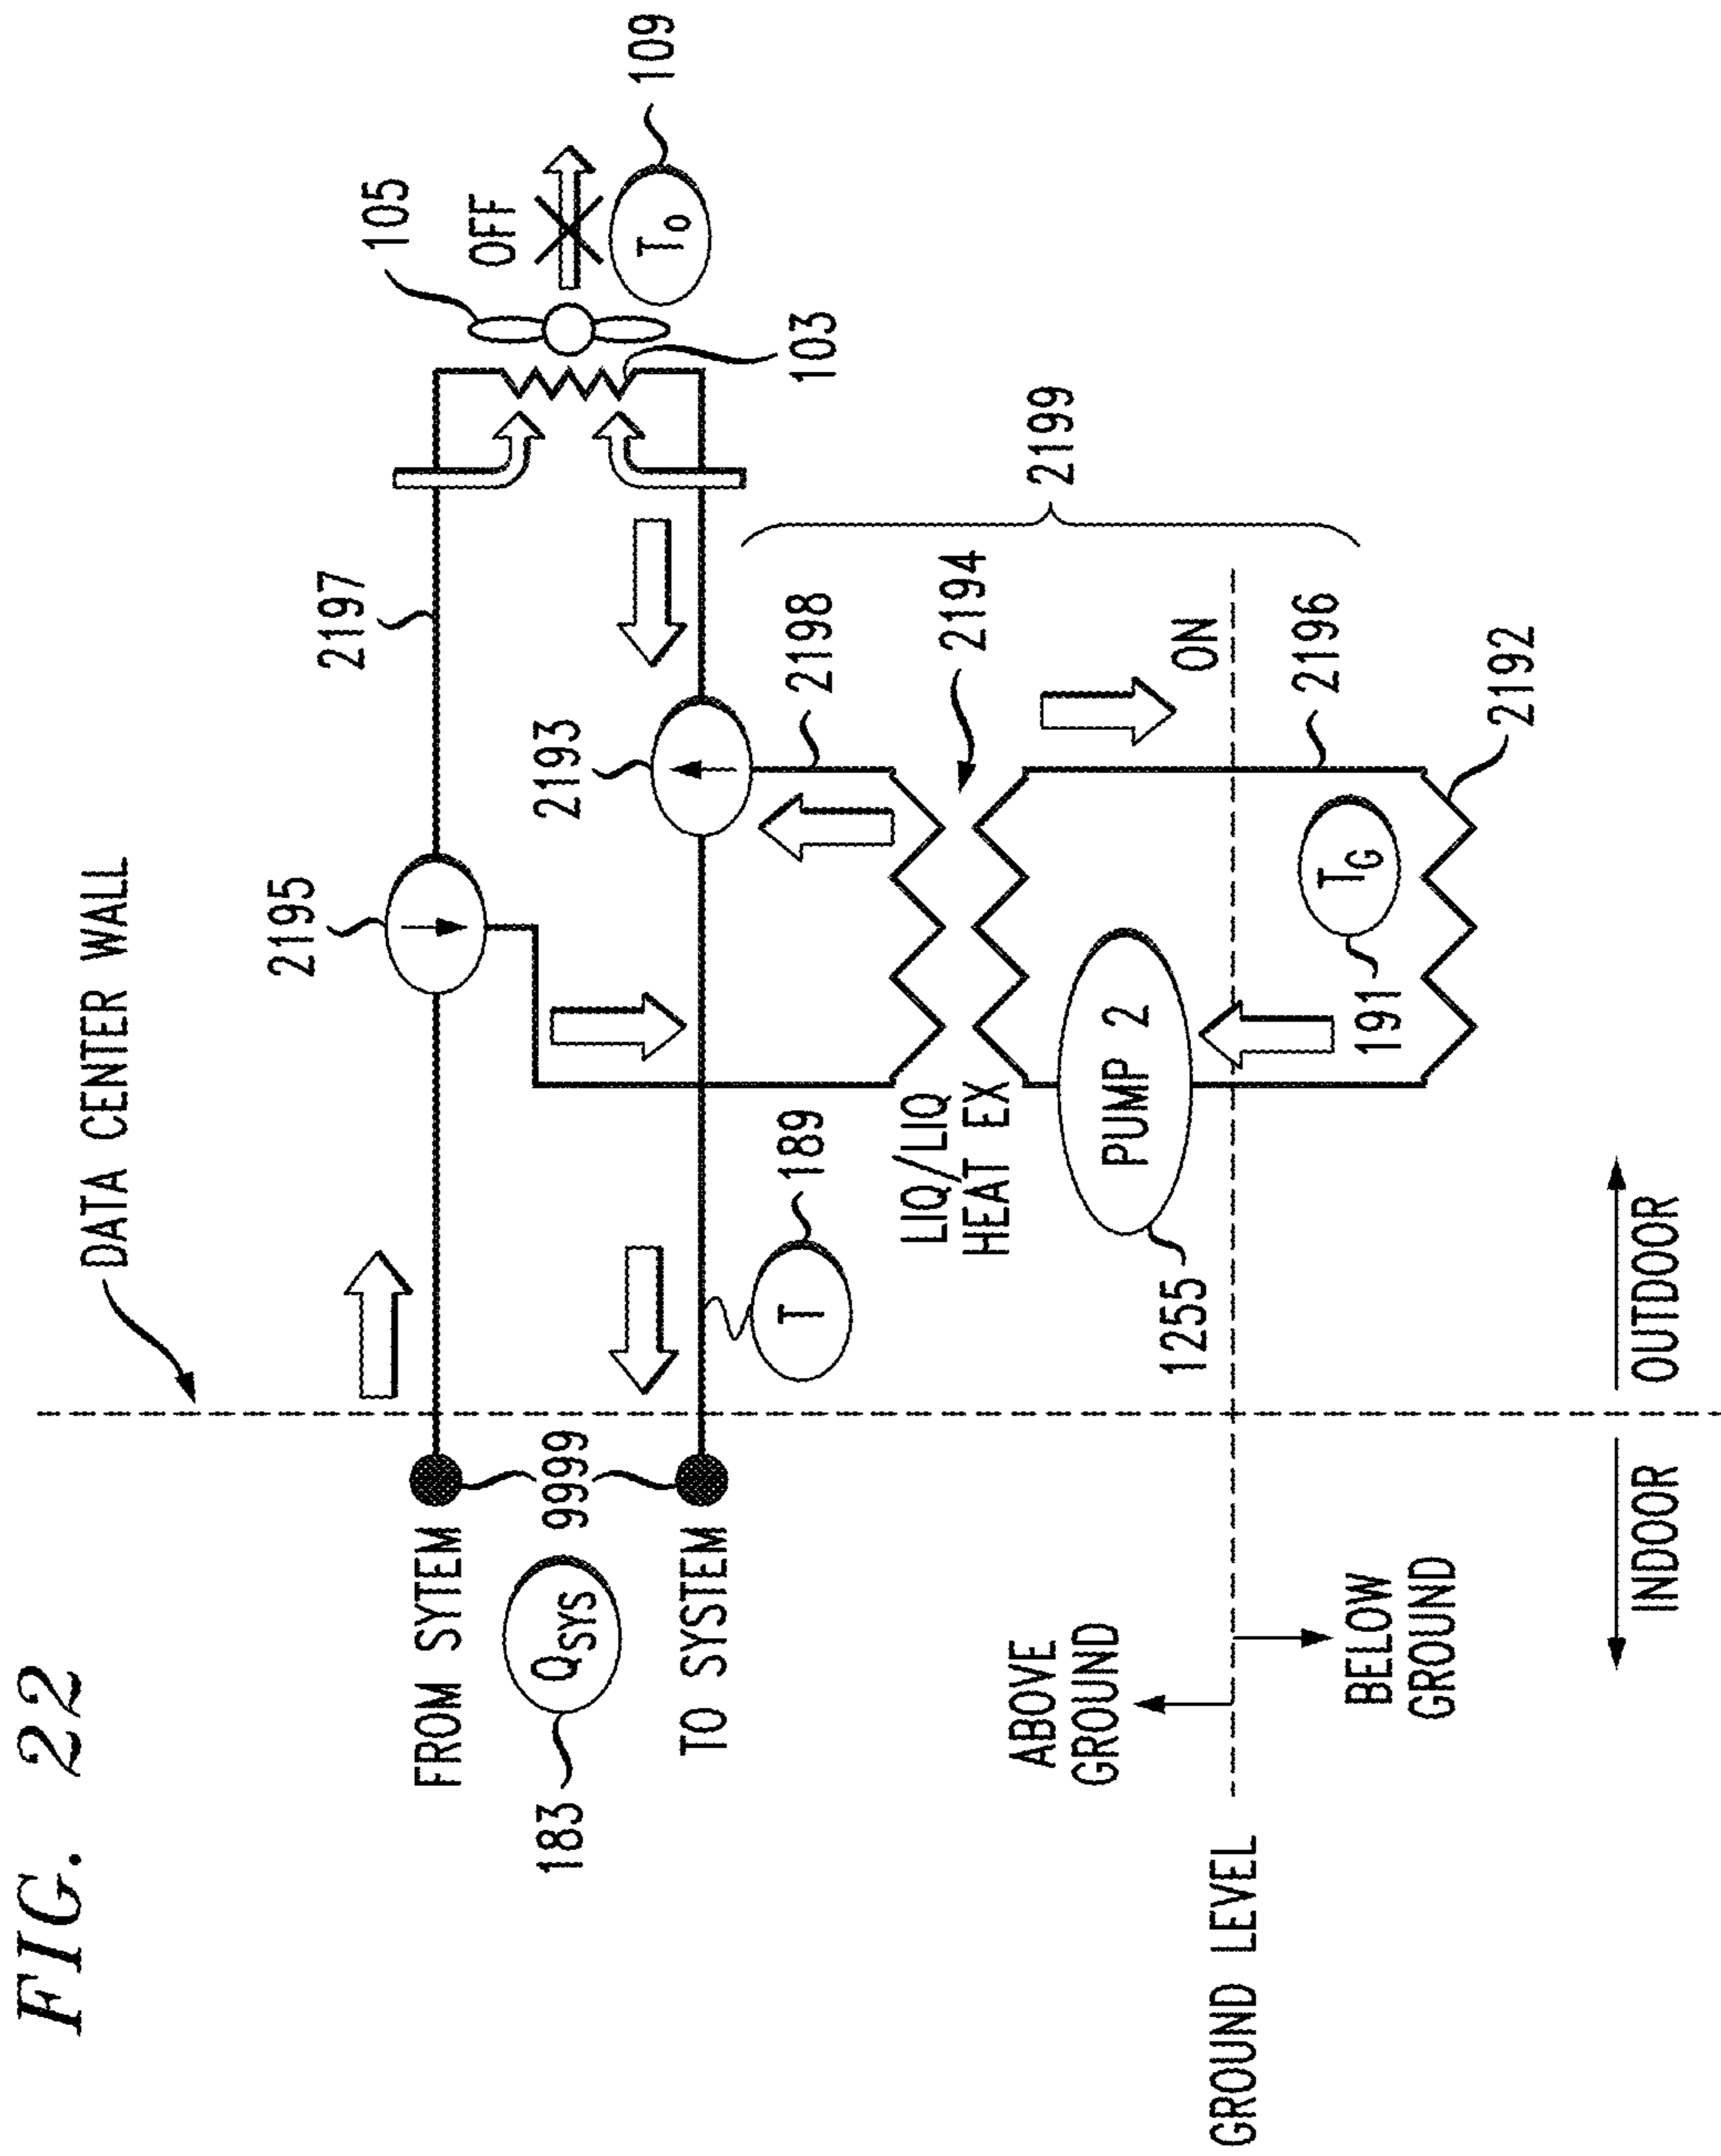 FIG. 22
DATA CENTER WALL
2195
2197
105
OFF
109
T0
FROM SYTEM
183
QSYS
9999
TO SYSTEM
189
T
2193
103
2198
2199
2194
LIQ/LIQ
HEAT EX
ON
PUMP 2
1255
ABOVE
GROUND
GROUND LEVEL
BELOW
GROUND
TG
191
2196
2192
INDOOR
OUTDOOR